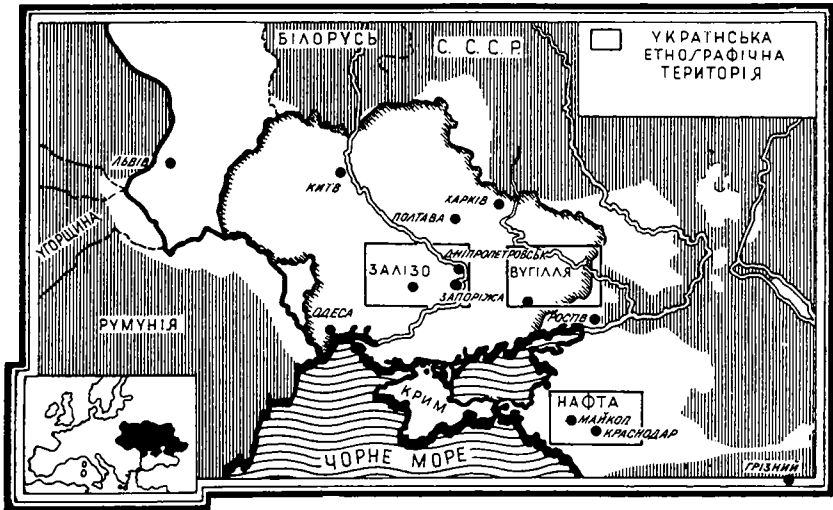 БІЛОРУСЬ
С. С. С. Р.
УКРАЇНСЬКА
ЕТНОГРАФІЧНА
ТЕРИТОРІЯ
ЛЬВІВ
КИЇВ
ХАРКІВ
ПОЛТАВА
УГОРЩИНА
ДНІПРОПЕТРОВСЬК
ЗАЛІЗО
ВУГІЛЛЯ
ЗАПОРІЖА
РУМУНІЯ
ОДЕСА
РОСТІВ
КРИМ
НАФТА
МАЙКОП
КРАСНОДАР
ЧОРНЕ МОРЕ
ГРІЗНИЙ